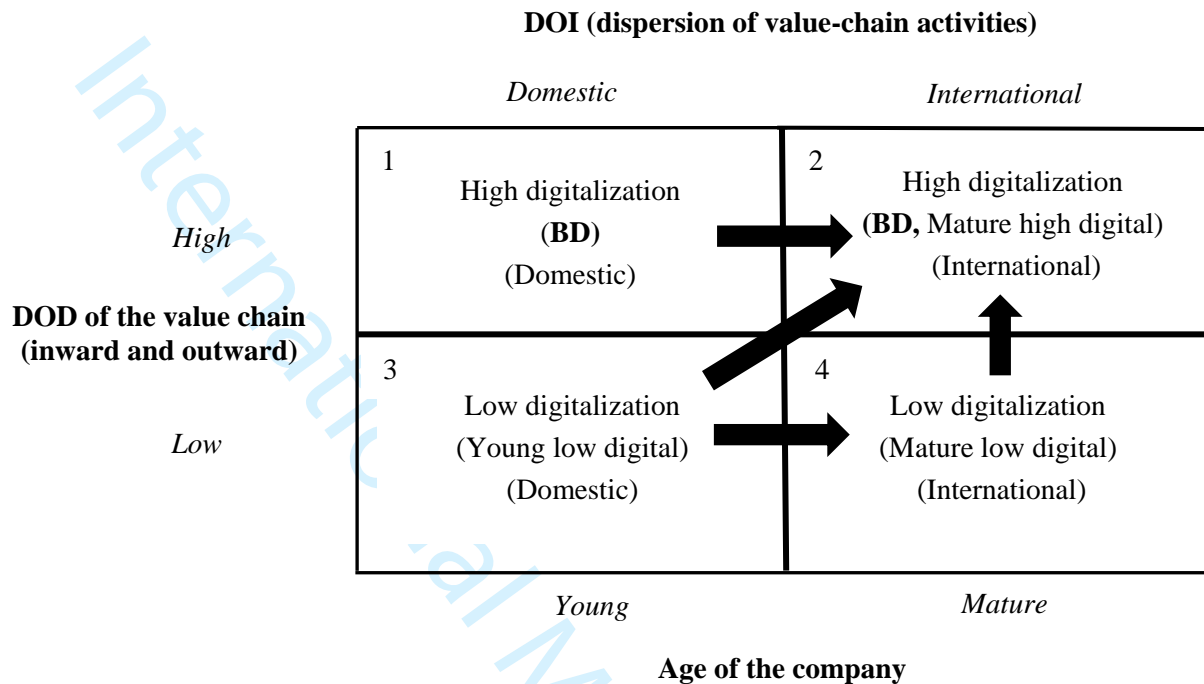 DOI (dispersion of value-chain activities)
Domestic
International
1
High digitalization
(BD)
(Domestic)
2
High digitalization
(BD, Mature high digital)
(International)
High
DOD of the value chain
(inward and outward)
3
Low digitalization
(Young low digital)
(Domestic)
4
Low digitalization
(Mature low digital)
(International)
Low
Young
Mature
Age of the company